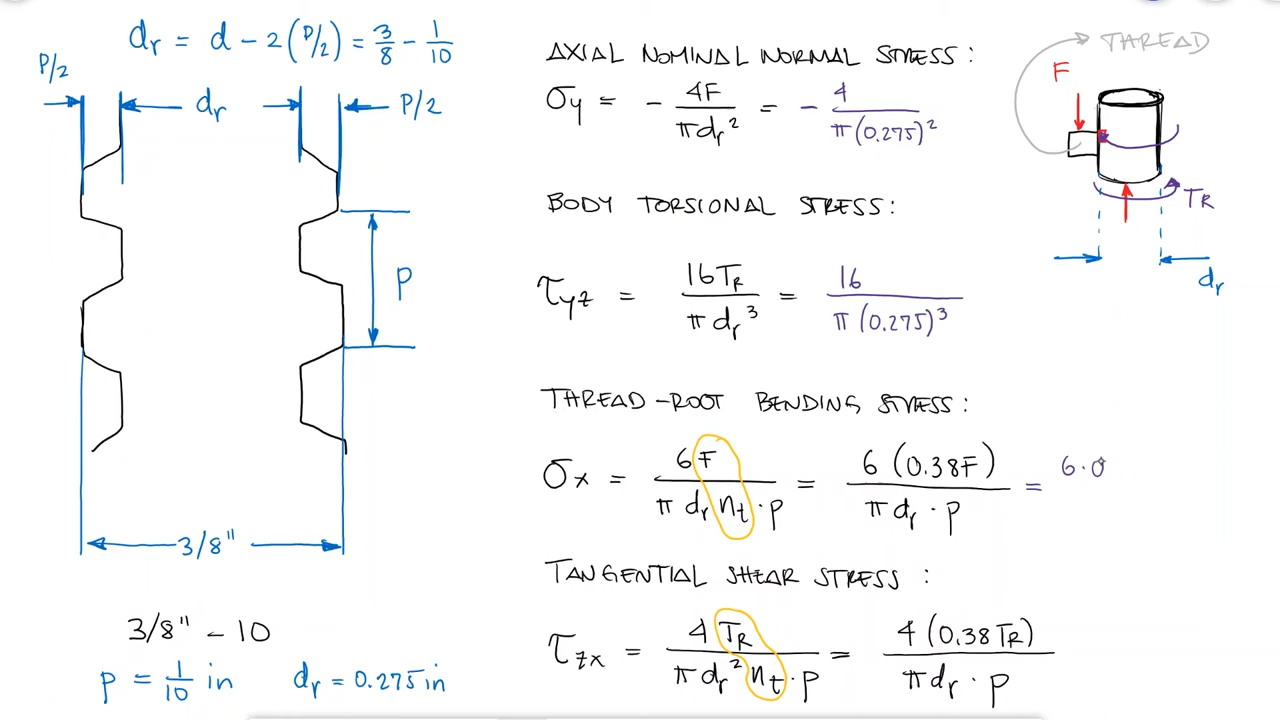 dr = d - 2(P/2) = 3/8 - 1/10
P/2
dr
P/2
P
3/8"
3/8" - 10
p = 1/10 in
dr = 0.275 in
AXIAL NOMINAL NORMAL STRESS:
σy = - 4F/πdr² = - 4/π(0.275)²
BODY TORSIONAL STRESS:
τyz = 16TR/πdr³ = 16/π(0.275)³
THREAD-ROOT BENDING STRESS:
σx = 6F/πdr nt·p = 6(0.38F)/πdr·p = 6·0
TANGENTIAL SHEAR STRESS:
τzx = 4TR/πdr² nt·p = 4(0.38TR)/πdr·p
THREAD
F
TR
dr